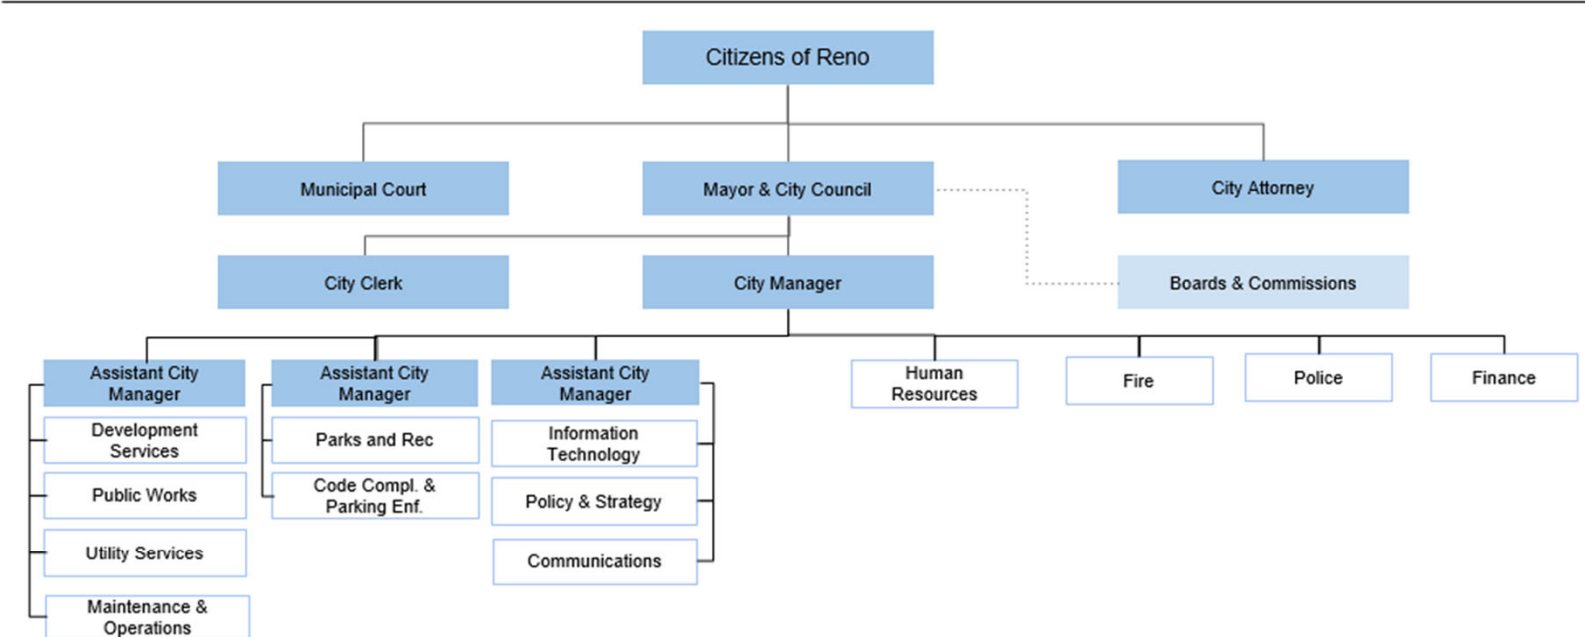 Citizens of Reno
Municipal Court
Mayor & City Council
City Attorney
City Clerk
City Manager
Boards & Commissions
Assistant City
Manager
Development
Services
Public Works
Utility Services
Maintenance &
Operations
Assistant City
Manager
Parks and Rec
Code Compl. &
Parking Enf.
Assistant City
Manager
Information
Technology
Policy & Strategy
Communications
Human
Resources
Fire
Police
Finance